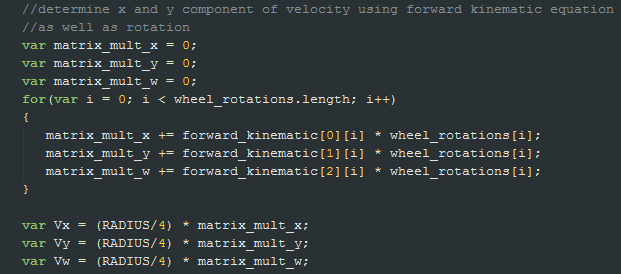 //determine x and y component of velocity using forward kinematic equation
//as well as rotation
var matrix_mult_x = 0;
var matrix_mult_y = 0;
var matrix_mult_w = 0;
for(var i = 0; i < wheel_rotations.length; i++)
{
matrix_mult_x += forward_kinematic[0][i] * wheel_rotations[i];
matrix_mult_y += forward_kinematic[1][i] * wheel_rotations[i];
matrix_mult_w += forward_kinematic[2][i] * wheel_rotations[i];
}
var Vx = (RADIUS/4) * matrix_mult_x;
var Vy = (RADIUS/4) * matrix_mult_y;
var Vw = (RADIUS/4) * matrix_mult_w;